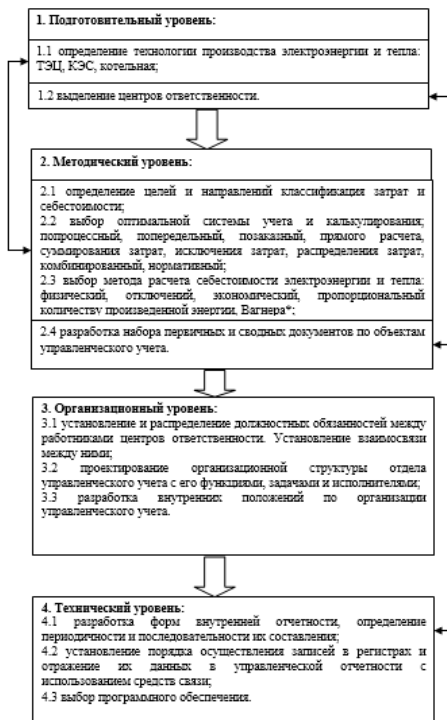 1. Подготовительный уровень:
1.1 определение технологии производства электроэнергии и тепла:
ТЭЦ, КЭС, котельная;
1.2 выделение центров ответственности.
2. Методический уровень:
2.1 определение целей и направлений классификация затрат и
себестоимости;
2.2 выбор оптимальной системы учета и калькулирования;
попроцессный, попередельный, позаказный, прямого расчета,
суммирования затрат, исключения затрат, распределения затрат,
комбинированный, нормативный;
2.3 выбор метода расчета себестоимости электроэнергии и тепла:
физический, отключений, экономический, пропорциональный
количеству произведенной энергии, Вагнера*;
2.4 разработка набора первичных и сводных документов по объектам
управленческого учета.
3. Организационный уровень:
3.1 установление и распределение должностных обязанностей между
работниками центров ответственности. Установление взаимосвязи
между ними;
3.2 проектирование организационной структуры отдела
управленческого учета с его функциями, задачами и исполнителями;
3.3 разработка внутренних положений по организации
управленческого учета.
4. Технический уровень:
4.1 разработка форм внутренней отчетности, определение
периодичности и последовательности их составления;
4.2 установление порядка осуществления записей в регистрах и
отражение их данных в управленческой отчетности с
использованием средств связи;
4.3 выбор программного обеспечения.